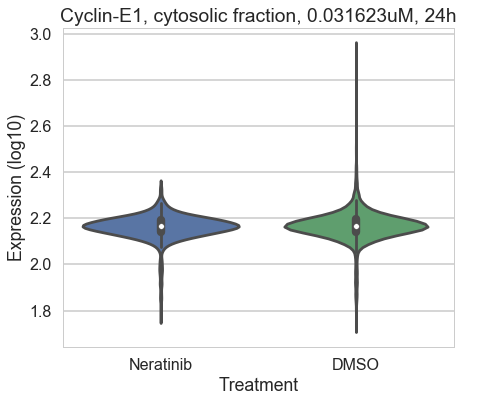 Cyclin-E1, cytosolic fraction, 0.031623uM, 24h
Expression (log10)
3.0
2.8
2.6
2.4
2.2
2.0
1.8
Neratinib DMSO
Treatment